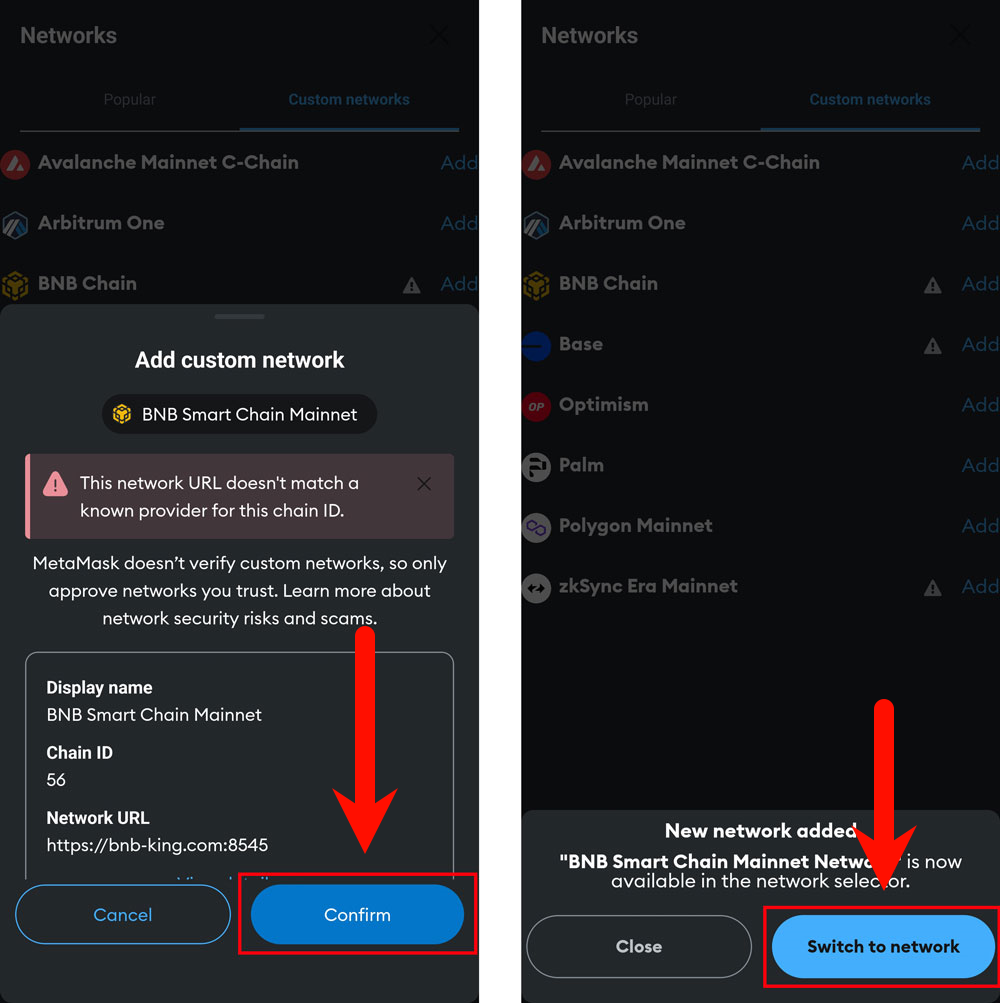 Networks
Popular
Custom networks
Avalanche Mainnet C-Chain
Add
Arbitrum One
Add
BNB Chain
Add
Add custom network
BNB Smart Chain Mainnet
This network URL doesn't match a
known provider for this chain ID.
MetaMask doesn’t verify custom networks, so only
approve networks you trust. Learn more about
network security risks and scams.
Display name
BNB Smart Chain Mainnet
Chain ID
56
Network URL
https://bnb-king.com:8545
Cancel
Confirm
Networks
Popular
Custom networks
Avalanche Mainnet C-Chain
Add
Arbitrum One
Add
BNB Chain
Add
Base
Add
OP
Optimism
Add
Palm
Add
Polygon Mainnet
Add
zkSync Era Mainnet
Add
New network added
"BNB Smart Chain Mainnet is now
available in the network selector.
Close
Switch to network